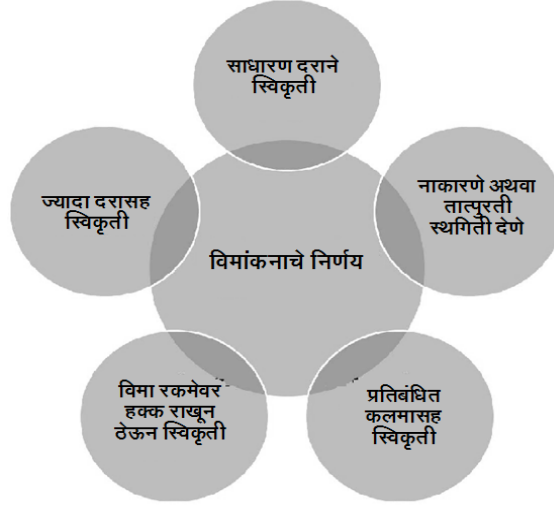 साधारण दराने
स्विकृती
ज्यादा दरासह
स्विकृती
नाकारणे अथवा
तात्पुरती
स्थगिती देणे
विमांकनाचे निर्णय
विमा रकमेवर
हक्क राखून
ठेऊन स्विकृती
प्रतिबंधित
कलमासह
स्विकृती